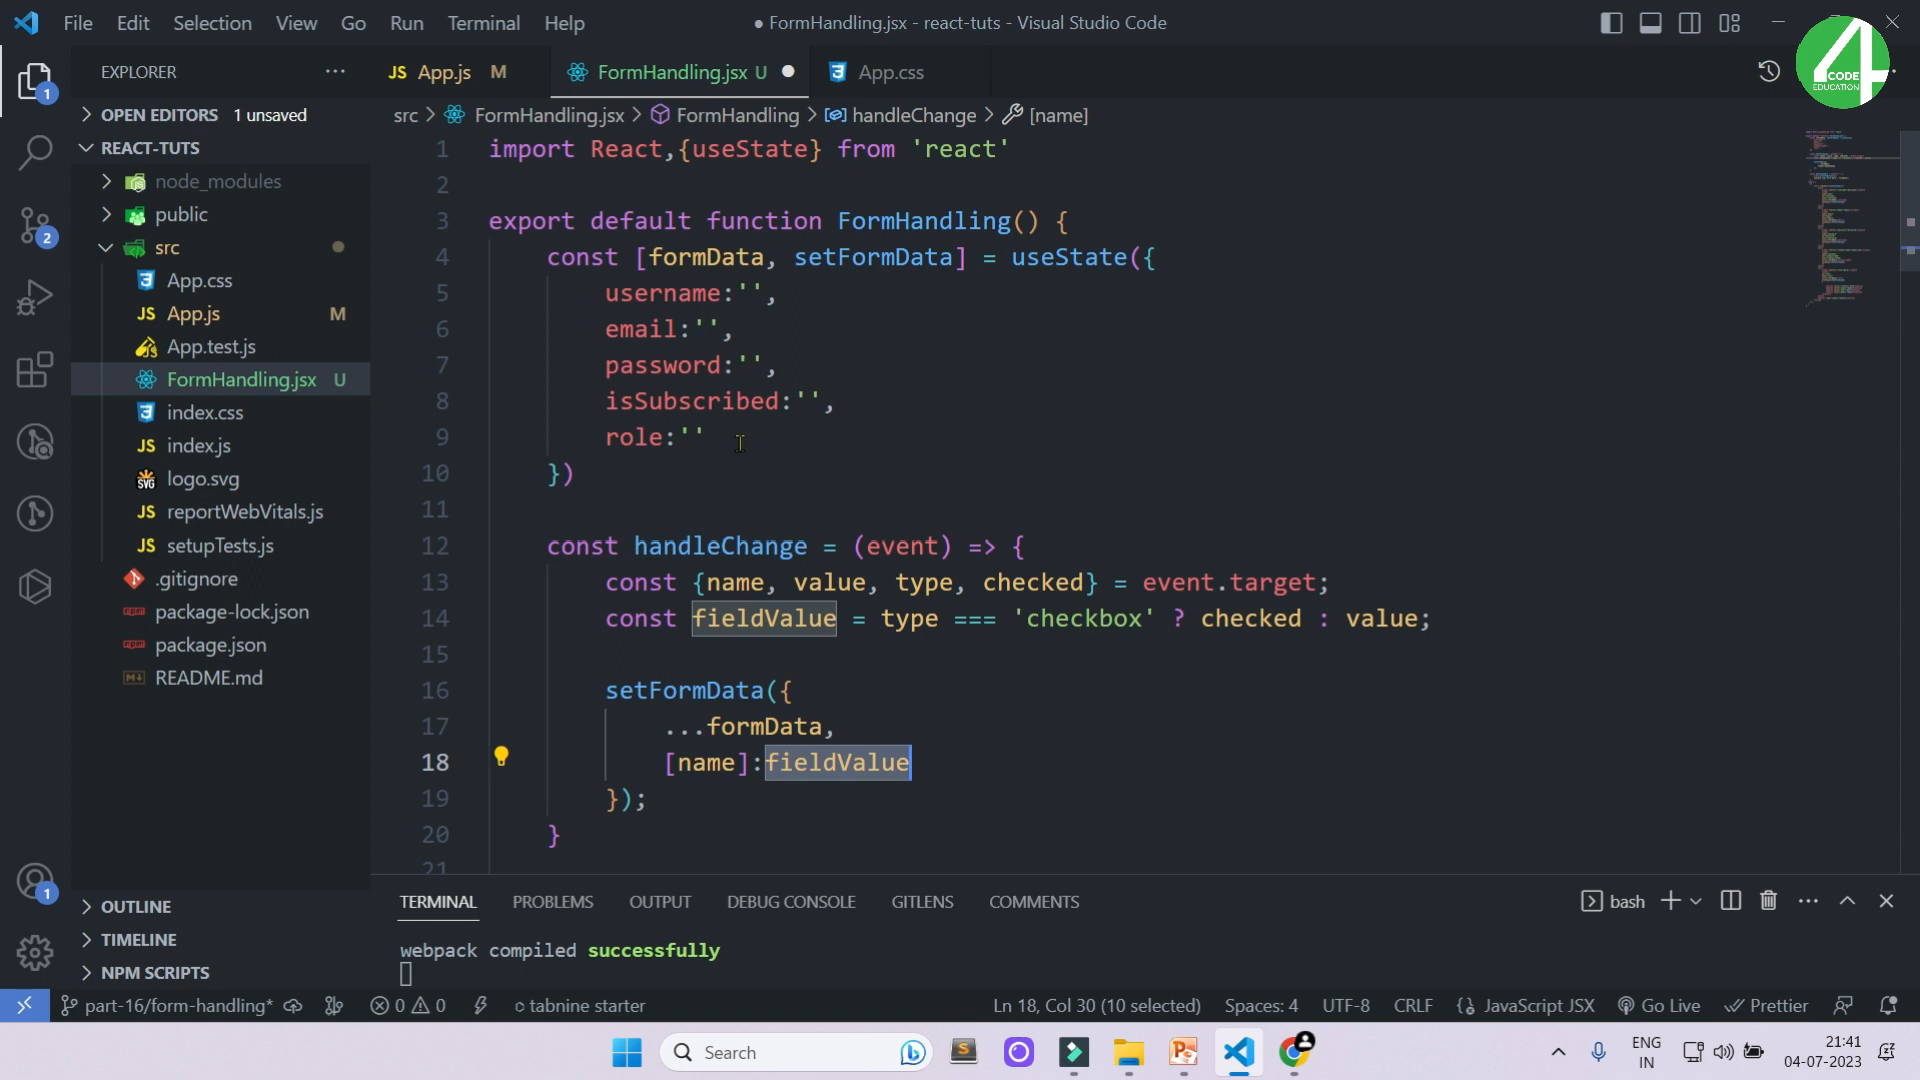 File Edit Selection View Go Run Terminal Help
● FormHandling.jsx - react-tuts - Visual Studio Code
CODE
EDUCATION
EXPLORER
JS App.js M
FormHandling.jsx U
App.css
OPEN EDITORS 1 unsaved
src > FormHandling.jsx > FormHandling > handleChange > [name]
REACT-TUTS
node_modules
public
src
App.css
JS App.js M
App.test.js
FormHandling.jsx U
index.css
JS index.js
SVG logo.svg
JS reportWebVitals.js
JS setupTests.js
.gitignore
npm package-lock.json
npm package.json
README.md
OUTLINE
TIMELINE
NPM SCRIPTS
1 import React,{useState} from 'react'
2
3 export default function FormHandling() {
4 const [formData, setFormData] = useState({
5 username:'',
6 email:'',
7 password:'',
8 isSubscribed:'',
9 role:''
10 })
11
12 const handleChange = (event) => {
13 const {name, value, type, checked} = event.target;
14 const fieldValue = type === 'checkbox' ? checked : value;
15
16 setFormData({
17 ...formData,
18 [name]:fieldValue
19 });
20 }
21
TERMINAL PROBLEMS OUTPUT DEBUG CONSOLE GITLENS COMMENTS
bash
webpack compiled successfully
part-16/form-handling* 0 0 tabnine starter
Ln 18, Col 30 (10 selected) Spaces: 4 UTF-8 CRLF JavaScript JSX Go Live Prettier
Search
ENG
IN
21:41
04-07-2023